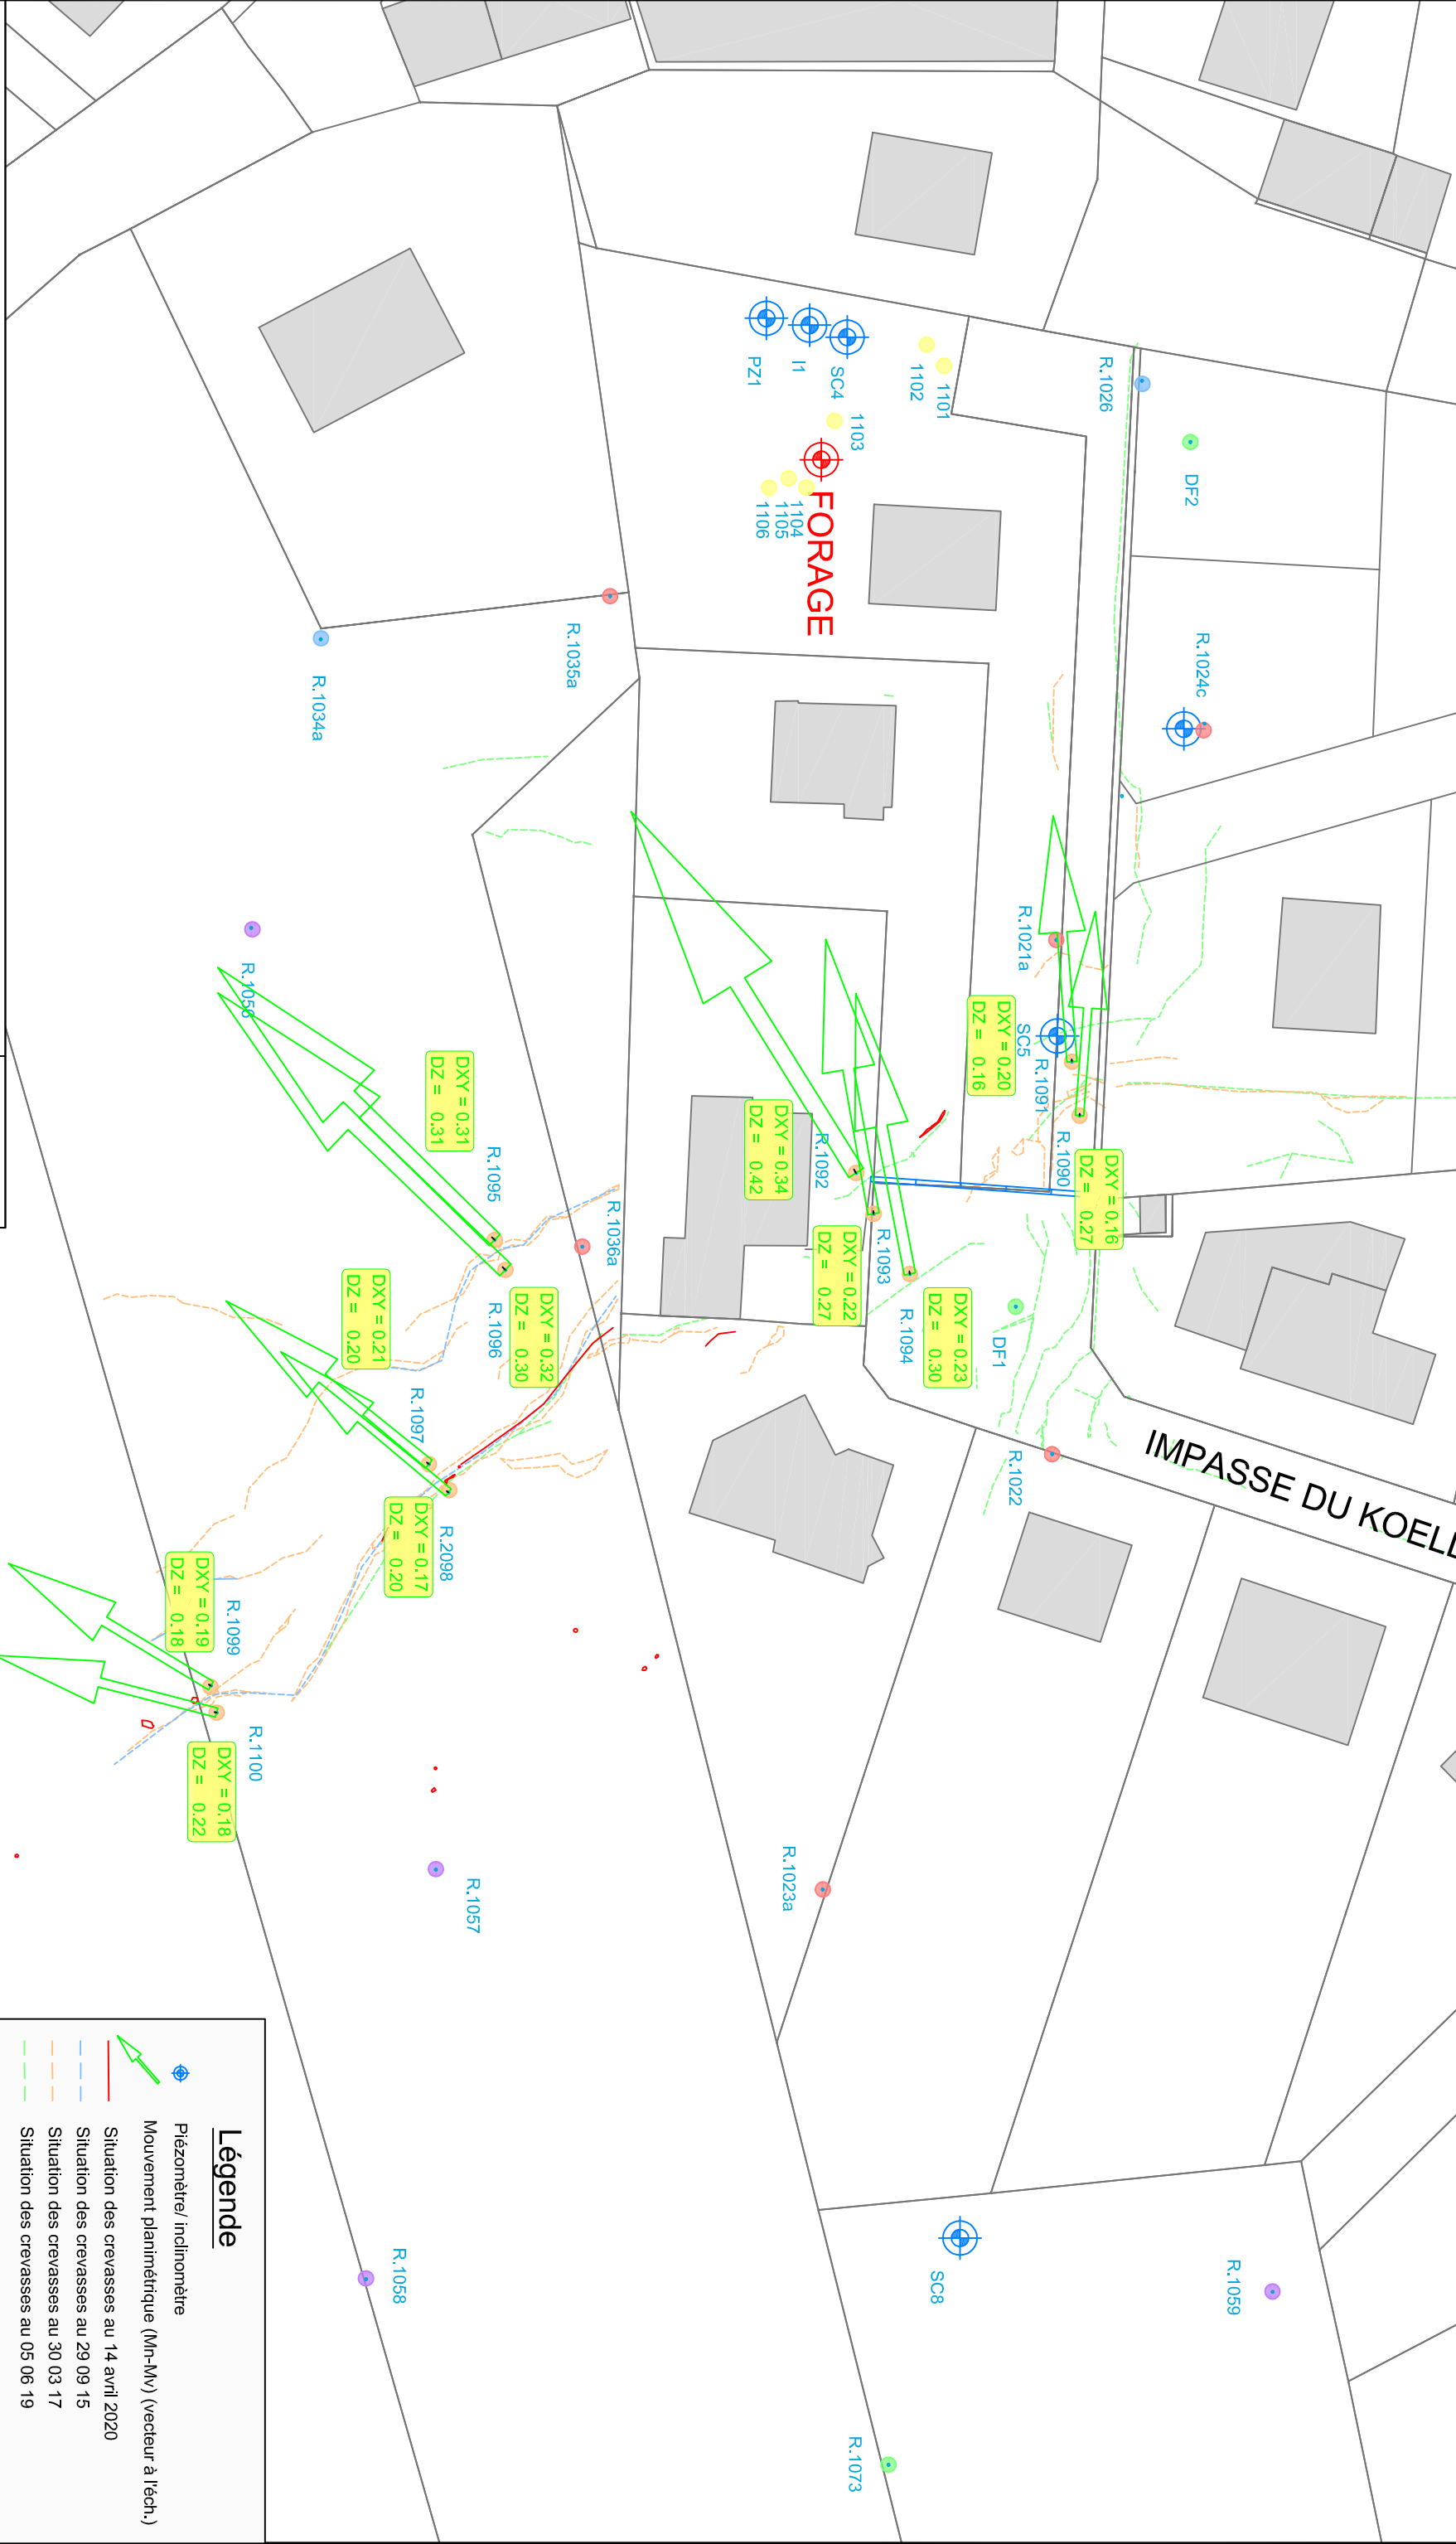 R.1026
DF2
R.1024c
PZ1
I1
SC4
1102
1101
1103
1104
1105
1106
FORAGE
R.1035a
R.1034a
R.1021a
DXY = 0.20
DZ = 0.16
SC5
R.1091
R.1090
DXY = 0.16
DZ = 0.27
R.1056
DXY = 0.31
DZ = 0.31
R.1095
DXY = 0.34
DZ = 0.42
R.1092
R.1036a
R.1093
DXY = 0.22
DZ = 0.27
DXY = 0.21
DZ = 0.20
R.1096
DXY = 0.32
DZ = 0.30
R.1094
DXY = 0.23
DZ = 0.30
DF1
R.1097
R.1022
IMPASSE DU KOELL
DXY = 0.17
DZ = 0.20
R.2098
DXY = 0.19
DZ = 0.18
R.1099
R.1100
DXY = 0.18
DZ = 0.22
R.1057
R.1023a
R.1058
SC8
R.1059
R.1073
Légende
Piézomètre/ inclinomètre
Mouvement planimétrique (Mn-Mv) (vecteur à l'éch.)
Situation des crevasses au 14 avril 2020
Situation des crevasses au 29 09 15
Situation des crevasses au 30 03 17
Situation des crevasses au 05 06 19